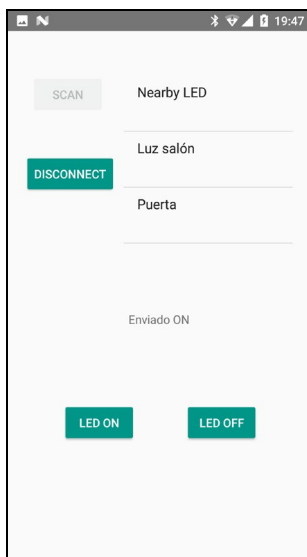 19:47
SCAN
Nearby LED
Luz salón
DISCONNECT
Puerta
Enviado ON
LED ON
LED OFF